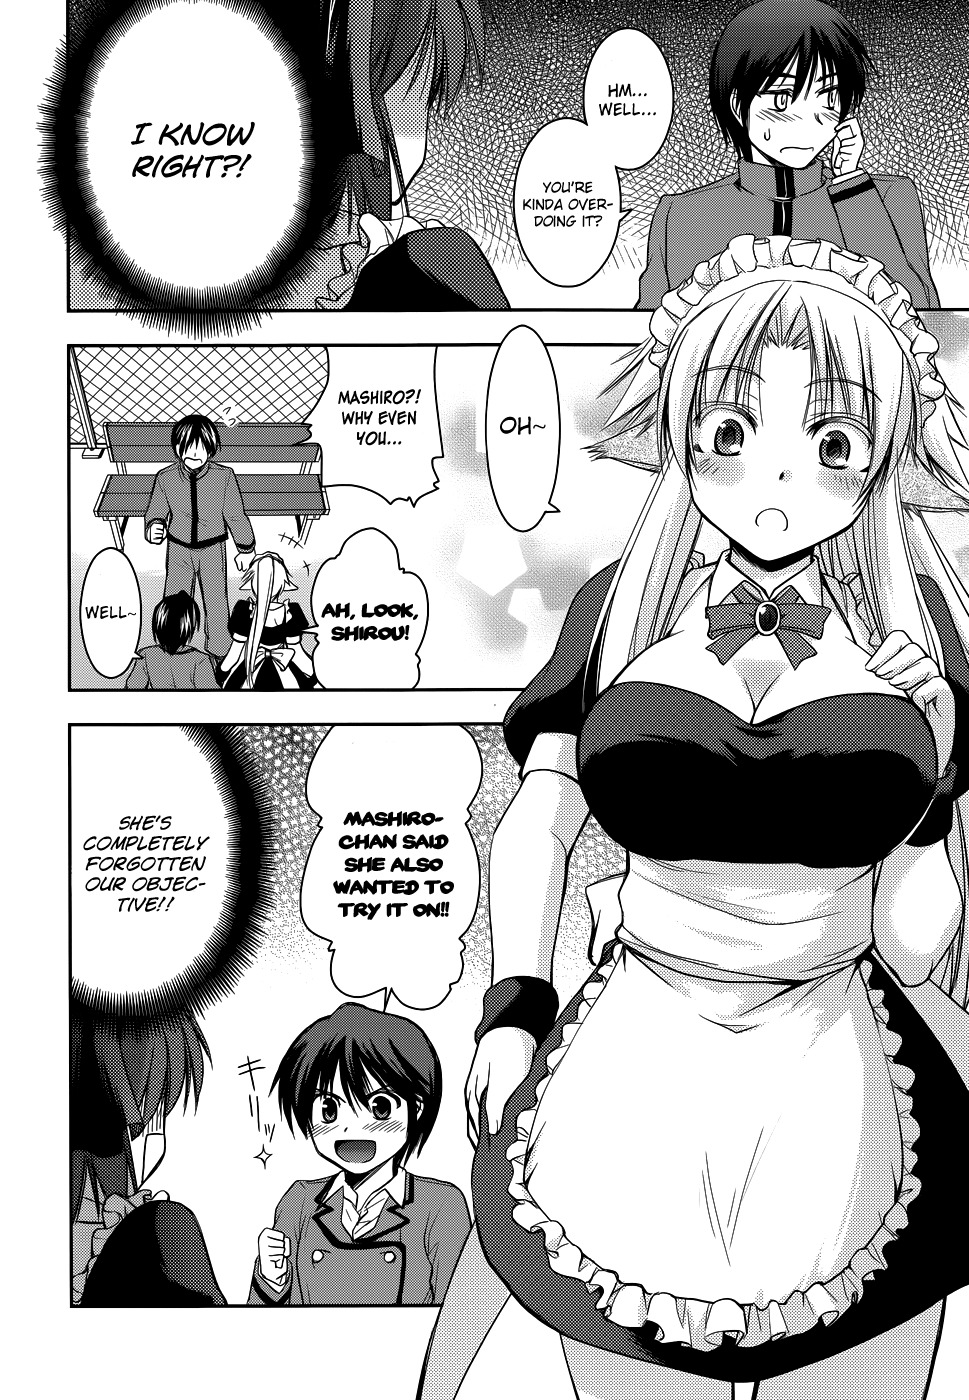 HM...
WELL...
YOU'RE
KINDA OVER-
DOING IT?
I KNOW
RIGHT?!
OH~
MASHIRO?!
WHY EVEN
YOU...
AH, LOOK,
SHIROU!
WELL~
MASHIRO-
CHAN SAID
SHE ALSO
WANTED TO
TRY IT ON!!
SHE'S
COMPLETELY
FORGOTTEN
OUR OBJEC-
TIVE!!
キリッ